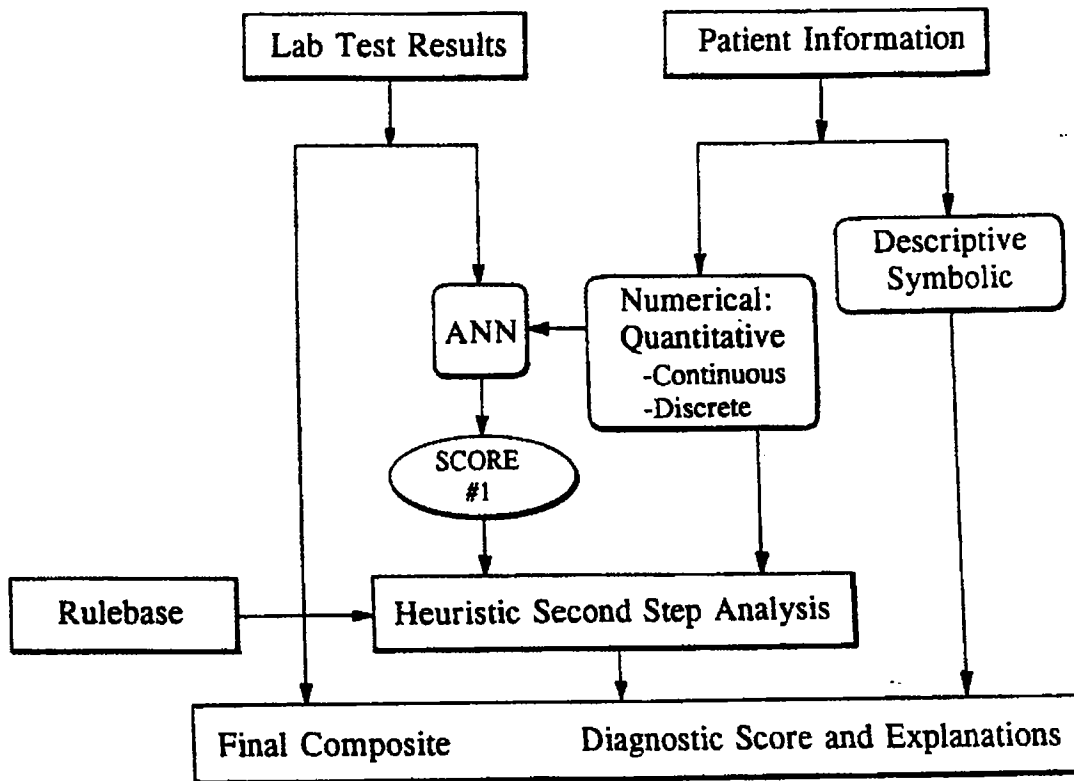 Lab Test Results
Patient Information
Descriptive
Symbolic
ANN
Numerical:
Quantitative
-Continuous
-Discrete
SCORE
#1
Rulebase
Heuristic Second Step Analysis
Final Composite
Diagnostic Score and Explanations